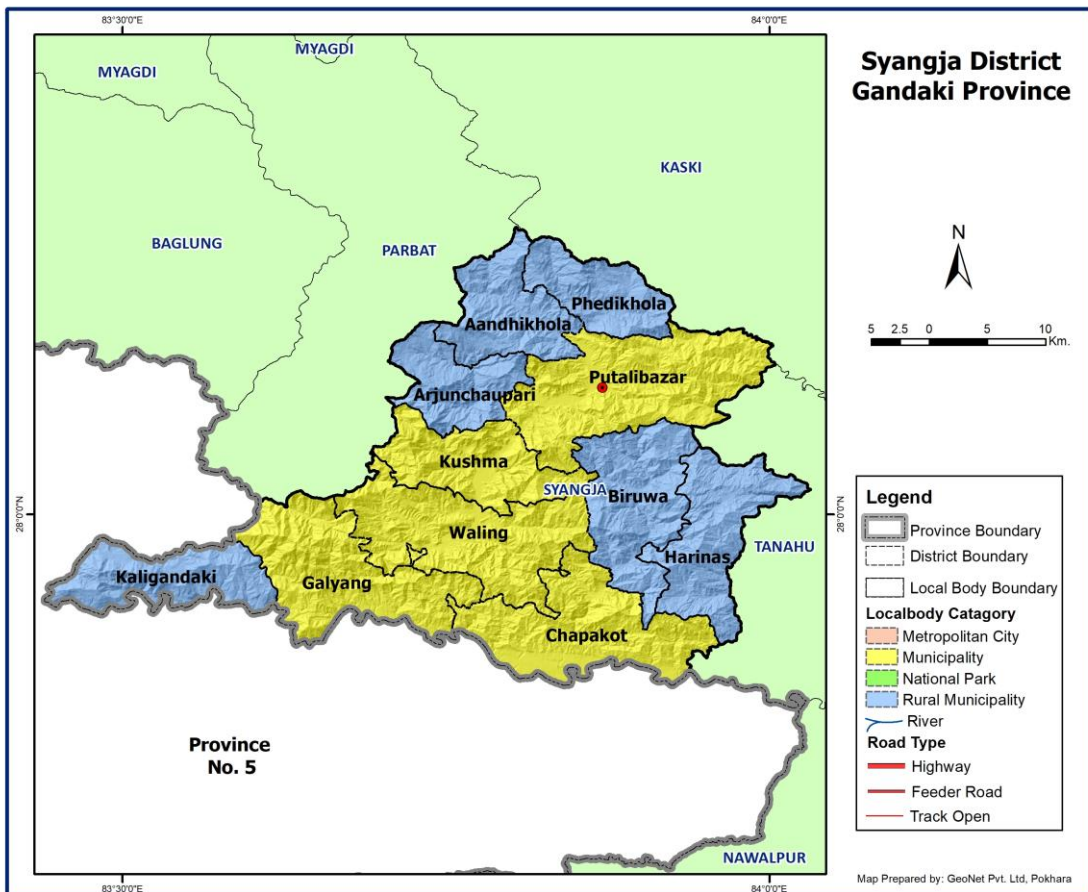 83°30'0"E
84°0'0"E
Syangja District
Gandaki Province
MYAGDI
MYAGDI
KASKI
BAGLUNG
PARBAT
N
5 2.5 0 5 10
Km.
Phedikhola
Aandhikhola
Putalibazar
Arjunchaupari
Kushma
SYANGJA
Biruwa
28°0'0"N
28°0'0"N
Waling
TANAHU
Harinas
Kaligandaki
Galyang
Chapakot
Province
No. 5
NAWALPUR
Legend
Province Boundary
District Boundary
Local Body Boundary
Localbody Catagory
Metropolitan City
Municipality
National Park
Rural Municipality
River
Road Type
Highway
Feeder Road
Track Open
Map Prepared by: GeoNet Pvt. Ltd, Pokhara
83°30'0"E
84°0'0"E